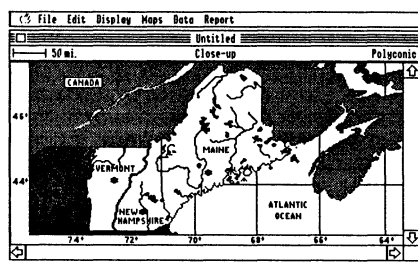 File Edit Display Maps Data Report
Untitled
50 mi. Close-up Polyconic
CANADA
46°
MAINE
VERMONT
44°
NEW HAMPSHIRE
ATLANTIC
OCEAN
74° 72° 70° 68° 66° 64°